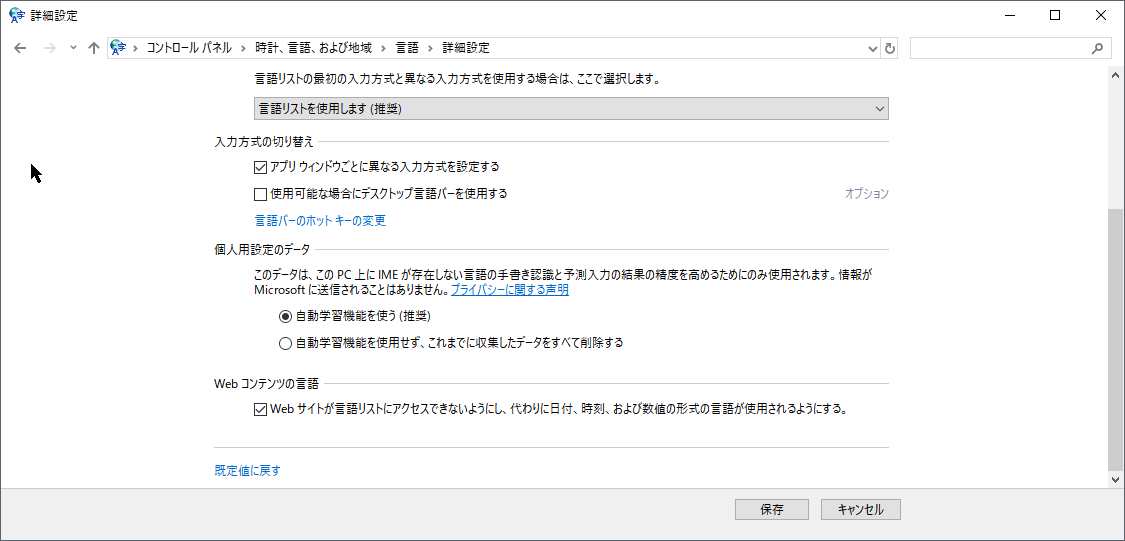 詳細設定
コントロール パネル > 時計、言語、および地域 > 言語 > 詳細設定
言語リストの最初の入力方式と異なる入力方式を使用する場合は、ここで選択します。
言語リストを使用します (推奨)
入力方式の切り替え
アプリ ウィンドウごとに異なる入力方式を設定する
使用可能な場合にデスクトップ言語バーを使用する オプション
言語バーのホット キーの変更
個人用設定のデータ
このデータは、この PC 上に IME が存在しない言語の手書き認識と予測入力の結果の精度を高めるためにのみ使用されます。情報が
Microsoft に送信されることはありません。プライバシーに関する声明
自動学習機能を使う (推奨)
自動学習機能を使用せず、これまでに収集したデータをすべて削除する
Web コンテンツの言語
Web サイトが言語リストにアクセスできないようにし、代わりに日付、時刻、および数値の形式の言語が使用されるようにする。
既定値に戻す
保存 キャンセル